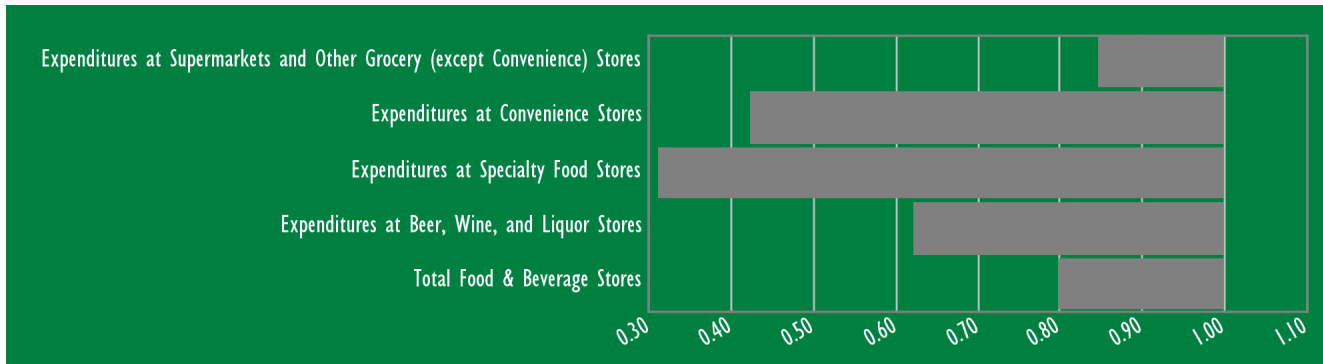 Expenditures at Supermarkets and Other Grocery (except Convenience) Stores
Expenditures at Convenience Stores
Expenditures at Specialty Food Stores
Expenditures at Beer, Wine, and Liquor Stores
Total Food & Beverage Stores
0.30 0.40 0.50 0.60 0.70 0.80 0.90 1.00 1.10